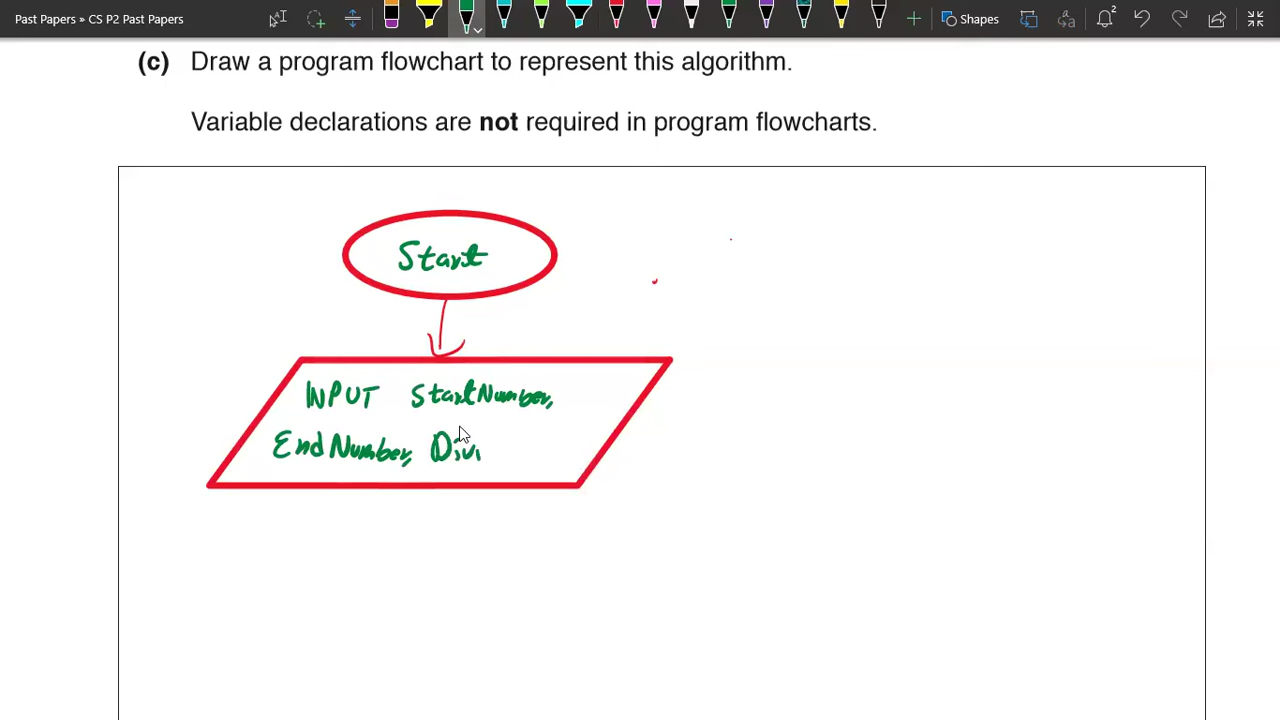 Past Papers » CS P2 Past Papers
Shapes
2
(c) Draw a program flowchart to represent this algorithm.
Variable declarations are not required in program flowcharts.
Start
INPUT StartNumber,
EndNumber, Divi